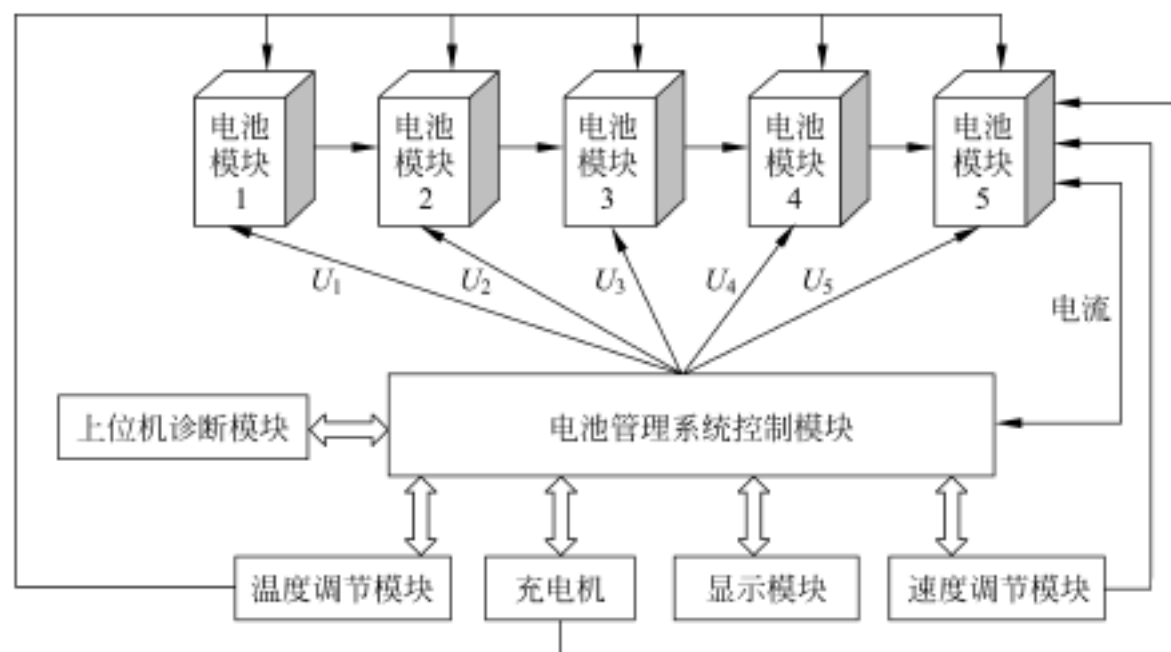 电池
模块
1
电池
模块
2
电池
模块
3
电池
模块
4
电池
模块
5
U1
U2
U3
U4
U5
电流
上位机诊断模块
电池管理系统控制模块
温度调节模块
充电机
显示模块
速度调节模块